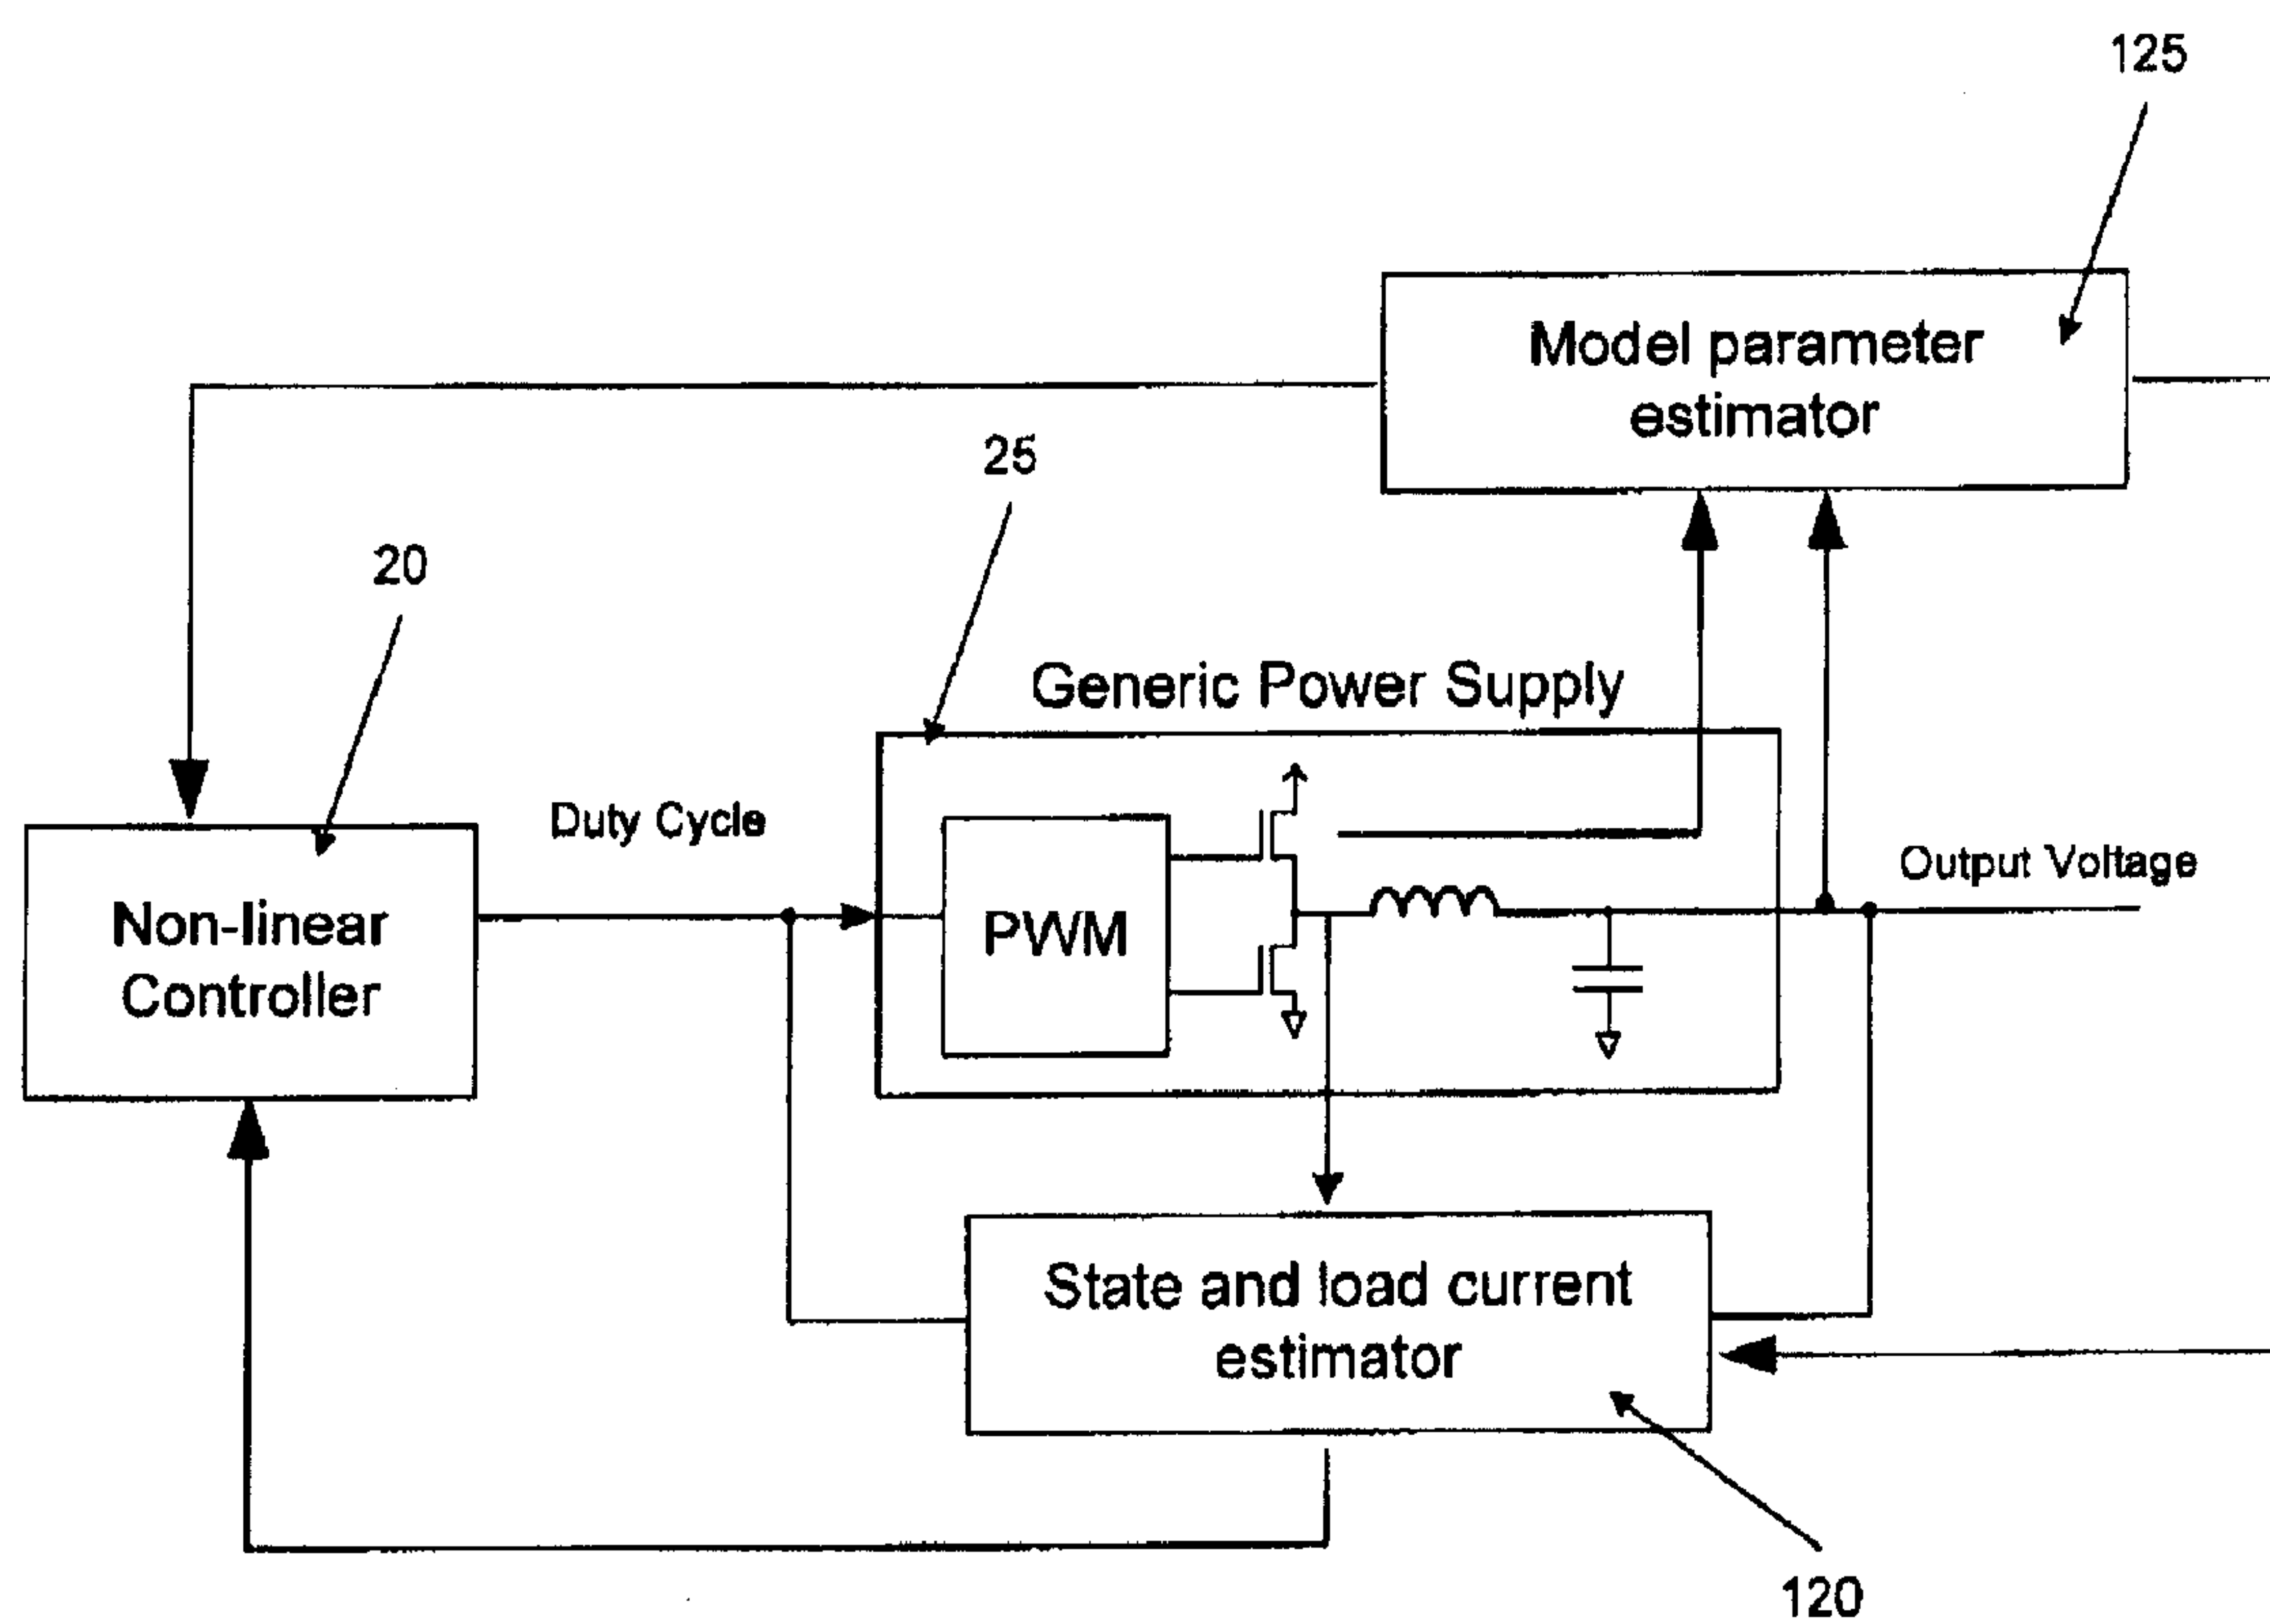 125
Model parameter
estimator
25
20
Generic Power Supply
Duty Cycle
Output Voltage
Non-linear
Controller
PWM
State and load current
estimator
120